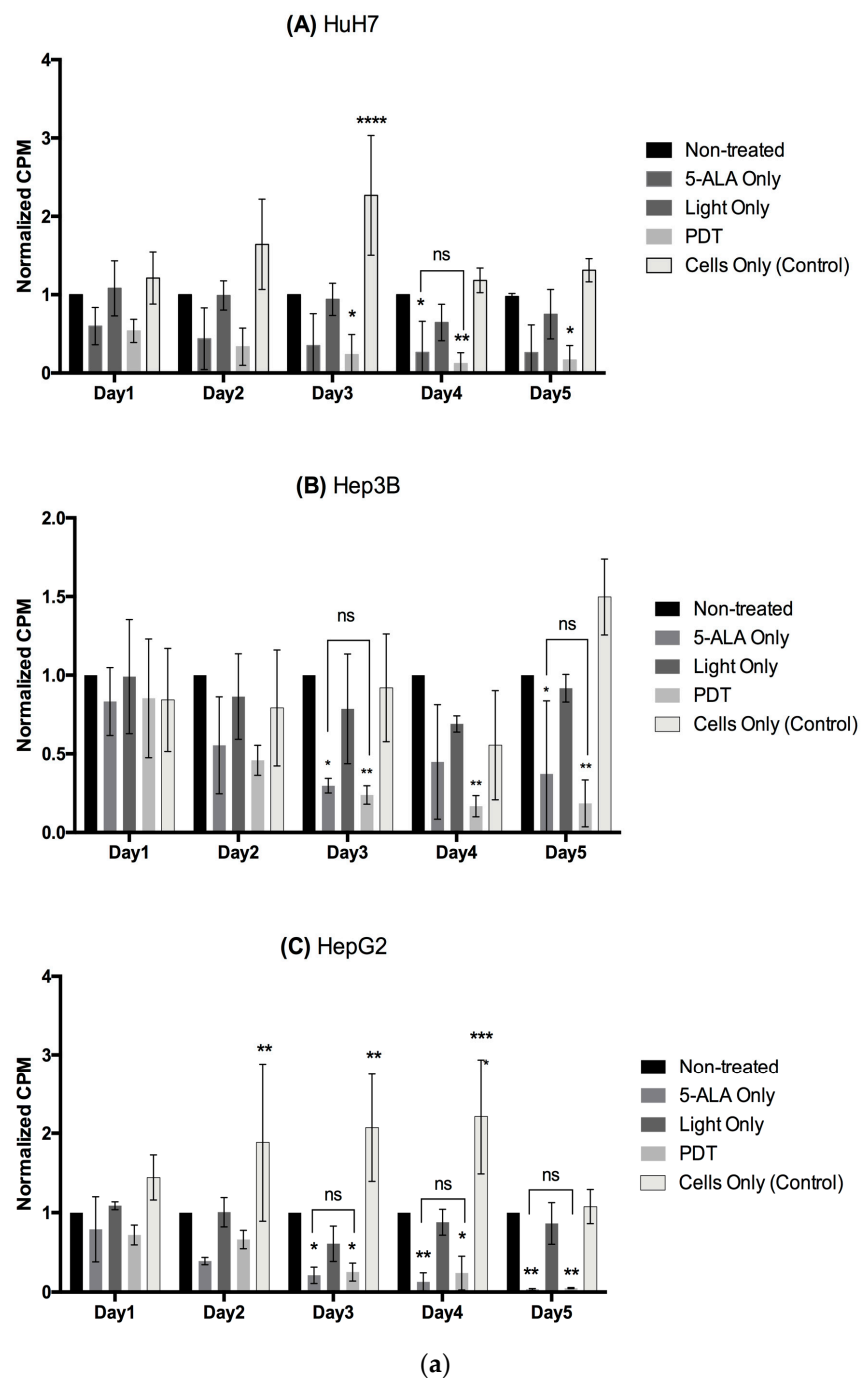 (A) HuH7
Normalized CPM
4
3
2
1
0
****
ns
*
*
**
*
Day1 Day2 Day3 Day4 Day5
Non-treated
5-ALA Only
Light Only
PDT
Cells Only (Control)
(B) Hep3B
Normalized CPM
2.0
1.5
1.0
0.5
0.0
ns
ns
*
**
**
*
**
Day1 Day2 Day3 Day4 Day5
Non-treated
5-ALA Only
Light Only
PDT
Cells Only (Control)
(C) HepG2
Normalized CPM
4
3
2
1
0
**
**
***
*
ns
ns
ns
*
*
**
*
**
**
Day1 Day2 Day3 Day4 Day5
Non-treated
5-ALA Only
Light Only
PDT
Cells Only (Control)
(a)